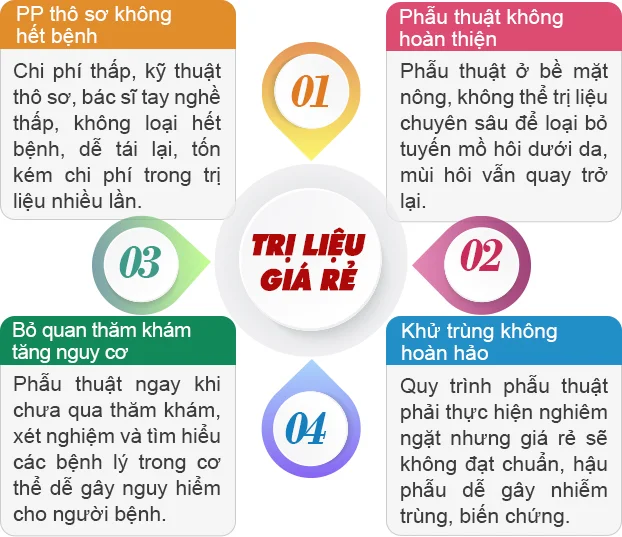 PP thô sơ không
hết bệnh
Chi phí thấp, kỹ thuật
thô sơ, bác sĩ tay nghề
thấp, không loại hết
bệnh, dễ tái lại, tốn
kém chi phí trong trị
liệu nhiều lần.
01
Phẫu thuật không
hoàn thiện
Phẫu thuật ở bề mặt
nông, không thể trị liệu
chuyên sâu để loại bỏ
tuyến mồ hôi dưới da,
mùi hôi vẫn quay trở
lại.
03
TRỊ LIỆU
GIÁ RẺ
02
Bỏ quan thăm khám
tăng nguy cơ
Phẫu thuật ngay khi
chưa qua thăm khám,
xét nghiệm và tìm hiểu
các bệnh lý trong cơ
thể dễ gây nguy hiểm
cho người bệnh.
04
Khử trùng không
hoàn hảo
Quy trình phẫu thuật
phải thực hiện nghiêm
ngặt nhưng giá rẻ sẽ
không đạt chuẩn, hậu
phẫu dễ gây nhiễm
trùng, biến chứng.